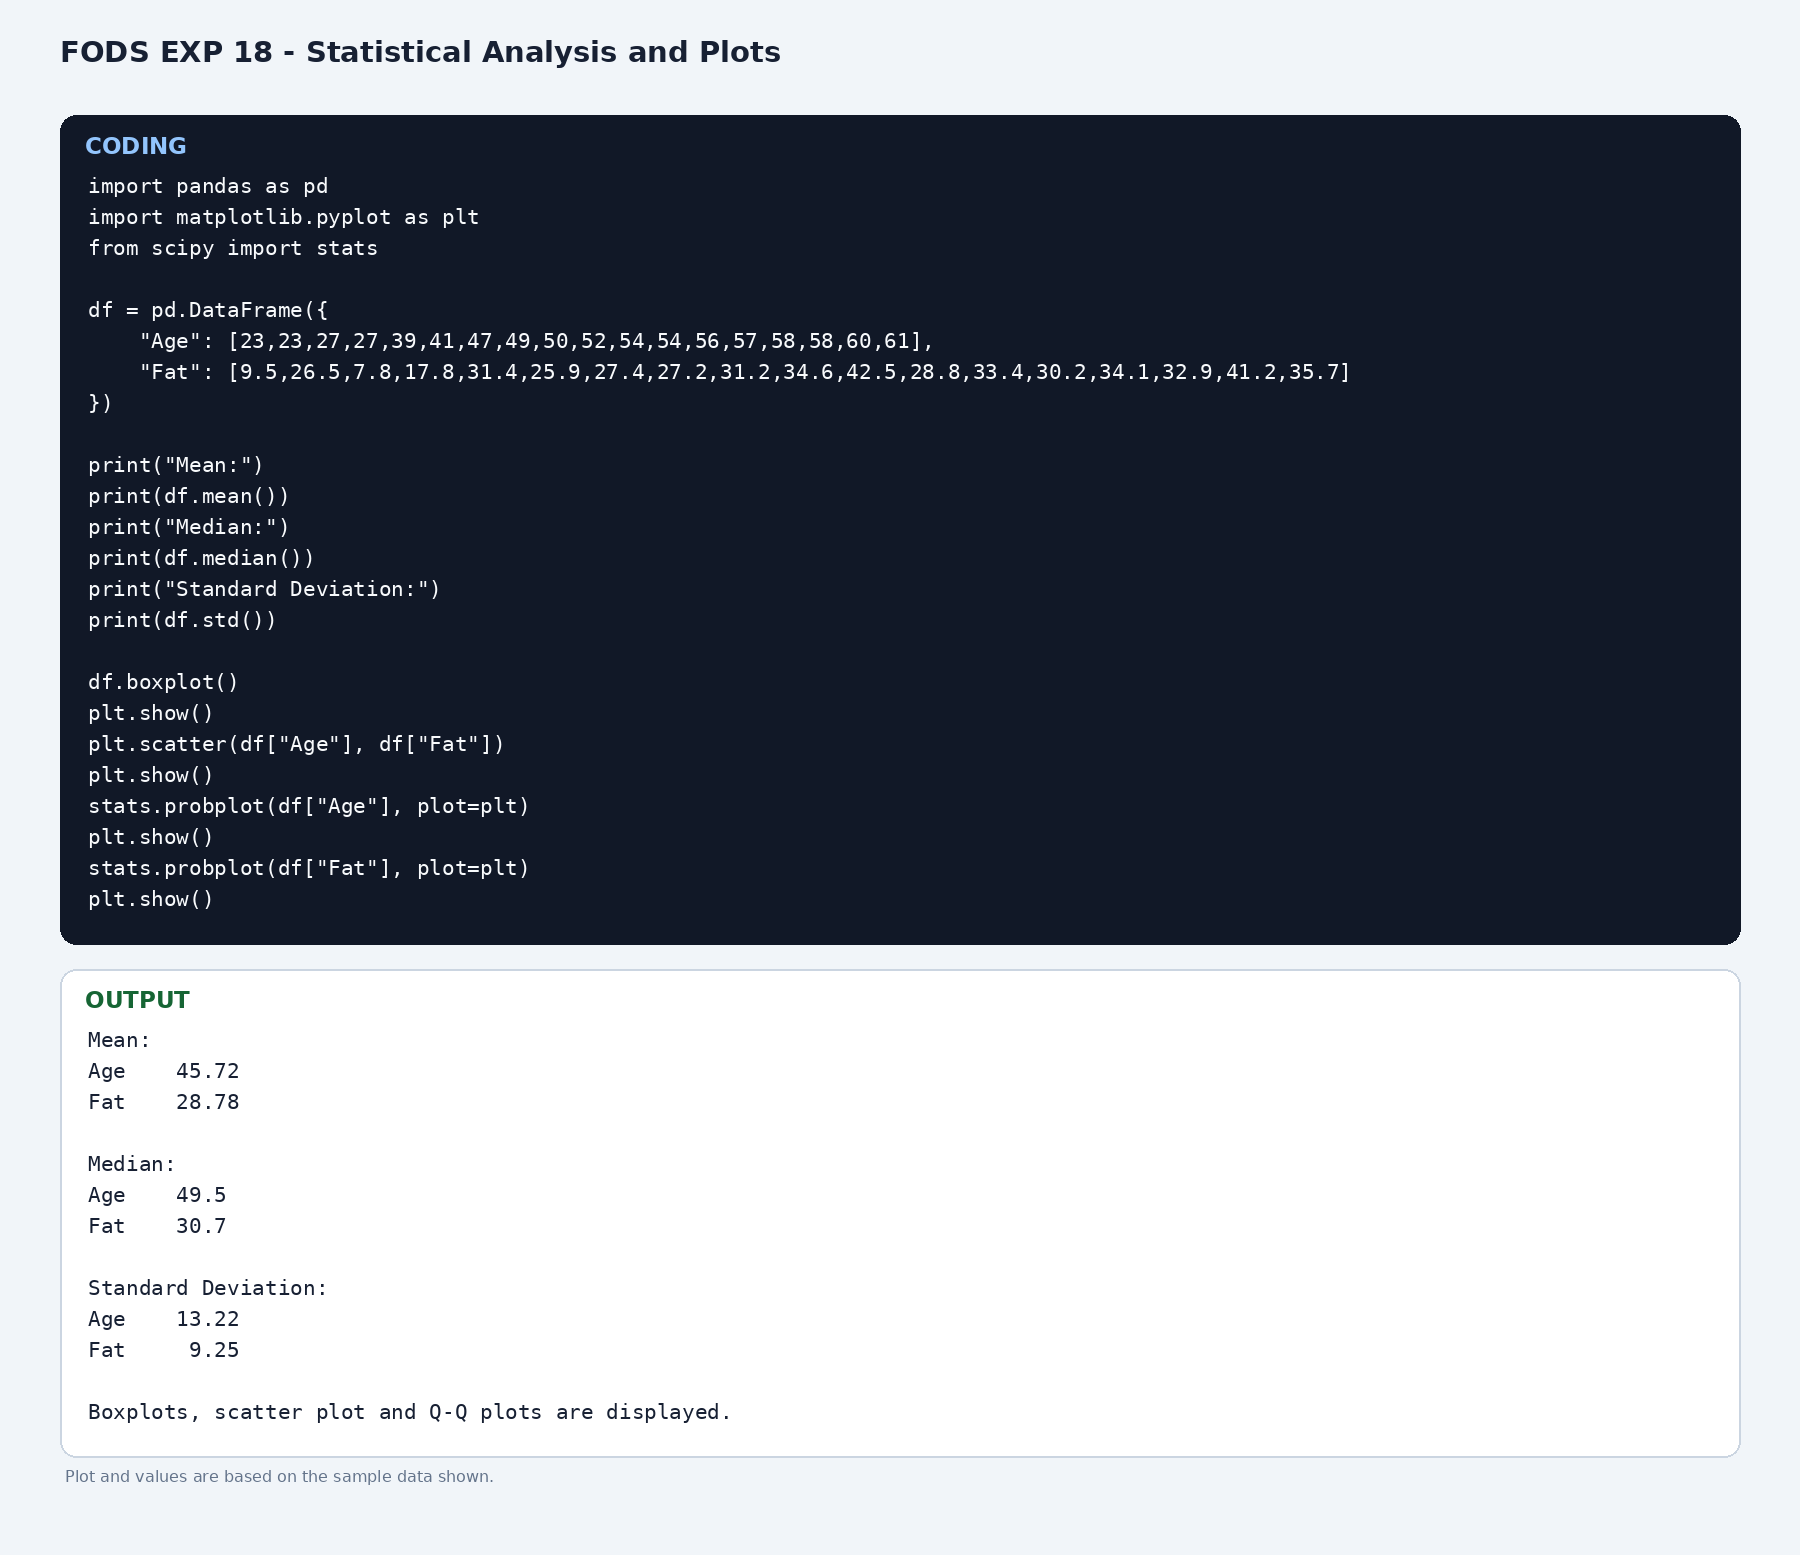 FODS EXP 18 - Statistical Analysis and Plots
CODING
import pandas as pd
import matplotlib.pyplot as plt
from scipy import stats

df = pd.DataFrame({
    "Age": [23,23,27,27,39,41,47,49,50,52,54,54,56,57,58,58,60,61],
    "Fat": [9.5,26.5,7.8,17.8,31.4,25.9,27.4,27.2,31.2,34.6,42.5,28.8,33.4,30.2,34.1,32.9,41.2,35.7]
})

print("Mean:")
print(df.mean())
print("Median:")
print(df.median())
print("Standard Deviation:")
print(df.std())

df.boxplot()
plt.show()
plt.scatter(df["Age"], df["Fat"])
plt.show()
stats.probplot(df["Age"], plot=plt)
plt.show()
stats.probplot(df["Fat"], plot=plt)
plt.show()
OUTPUT
Mean:
Age    45.72
Fat    28.78

Median:
Age    49.5
Fat    30.7

Standard Deviation:
Age    13.22
Fat     9.25

Boxplots, scatter plot and Q-Q plots are displayed.
Plot and values are based on the sample data shown.